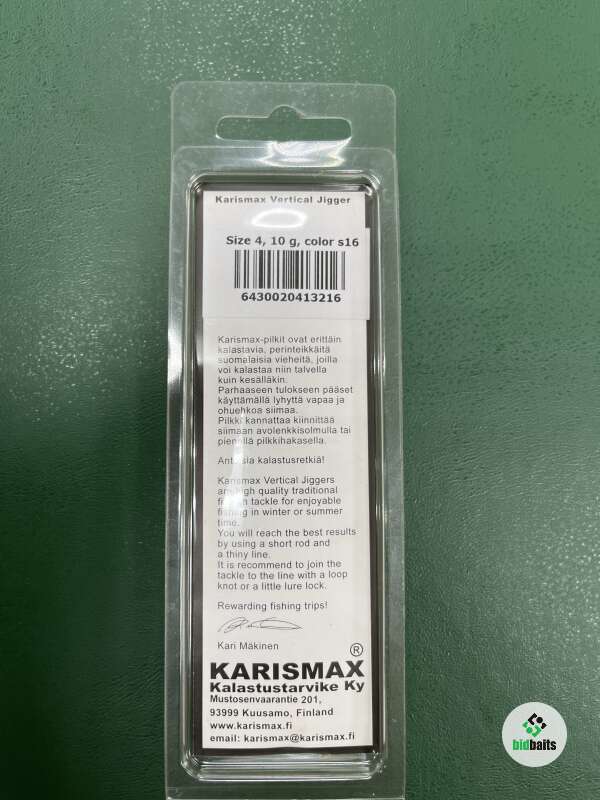 Karismax Vertical Jigger
Size 4, 10 g, color s16
6430020413216
Karismax-pilkit ovat erittäin
kalastavia, perinteikkäitä
suomalaisia vieheitä, joilla
voi kalastaa niin talvella
kuin kesälläkin.
Parhaaseen tulokseen pääset
käyttämällä lyhyttä vapaa ja
ohuehkoa siimaa.
Pilkki kannattaa kiinnittää
siimaan avolenkkisolmulla tai
pienellä pilkkihakasella.
Antoisia kalastusretkiä!
Karismax Vertical Jiggers
are high quality traditional
finnish tackle for enjoyable
fishing in winter or summer
time.
You will reach the best results
by using a short rod and
a thiny line.
It is recommend to join the
tackle to the line with a loop
knot or a little lure lock.
Rewarding fishing trips!
Kari Mäkinen
KARISMAX®
Kalastustarvike Ky
Mustosenvaarantie 201,
93999 Kuusamo, Finland
www.karismax.fi
email: karismax@karismax.fi
bidbaits